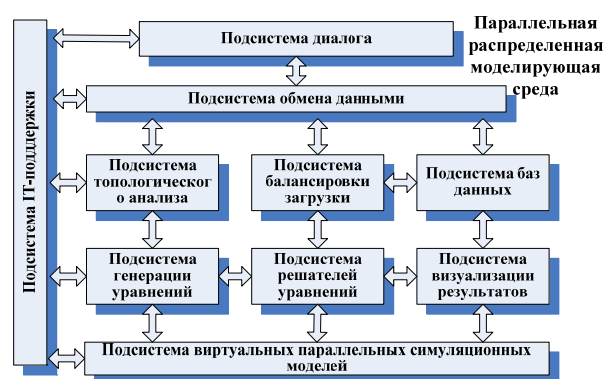 Подсистема IT-подддержки
Подсистема диалога
Параллельная
распределенная
моделирующая
среда
Подсистема обмена данными
Подсистема
топологическог
о анализа
Подсистема
балансировки
загрузки
Подсистема баз
данных
Подсистема
генерации
уравнений
Подсистема
решателей
уравнений
Подсистема
визуализации
результатов
Подсистема виртуальных параллельных симуляционных
моделей